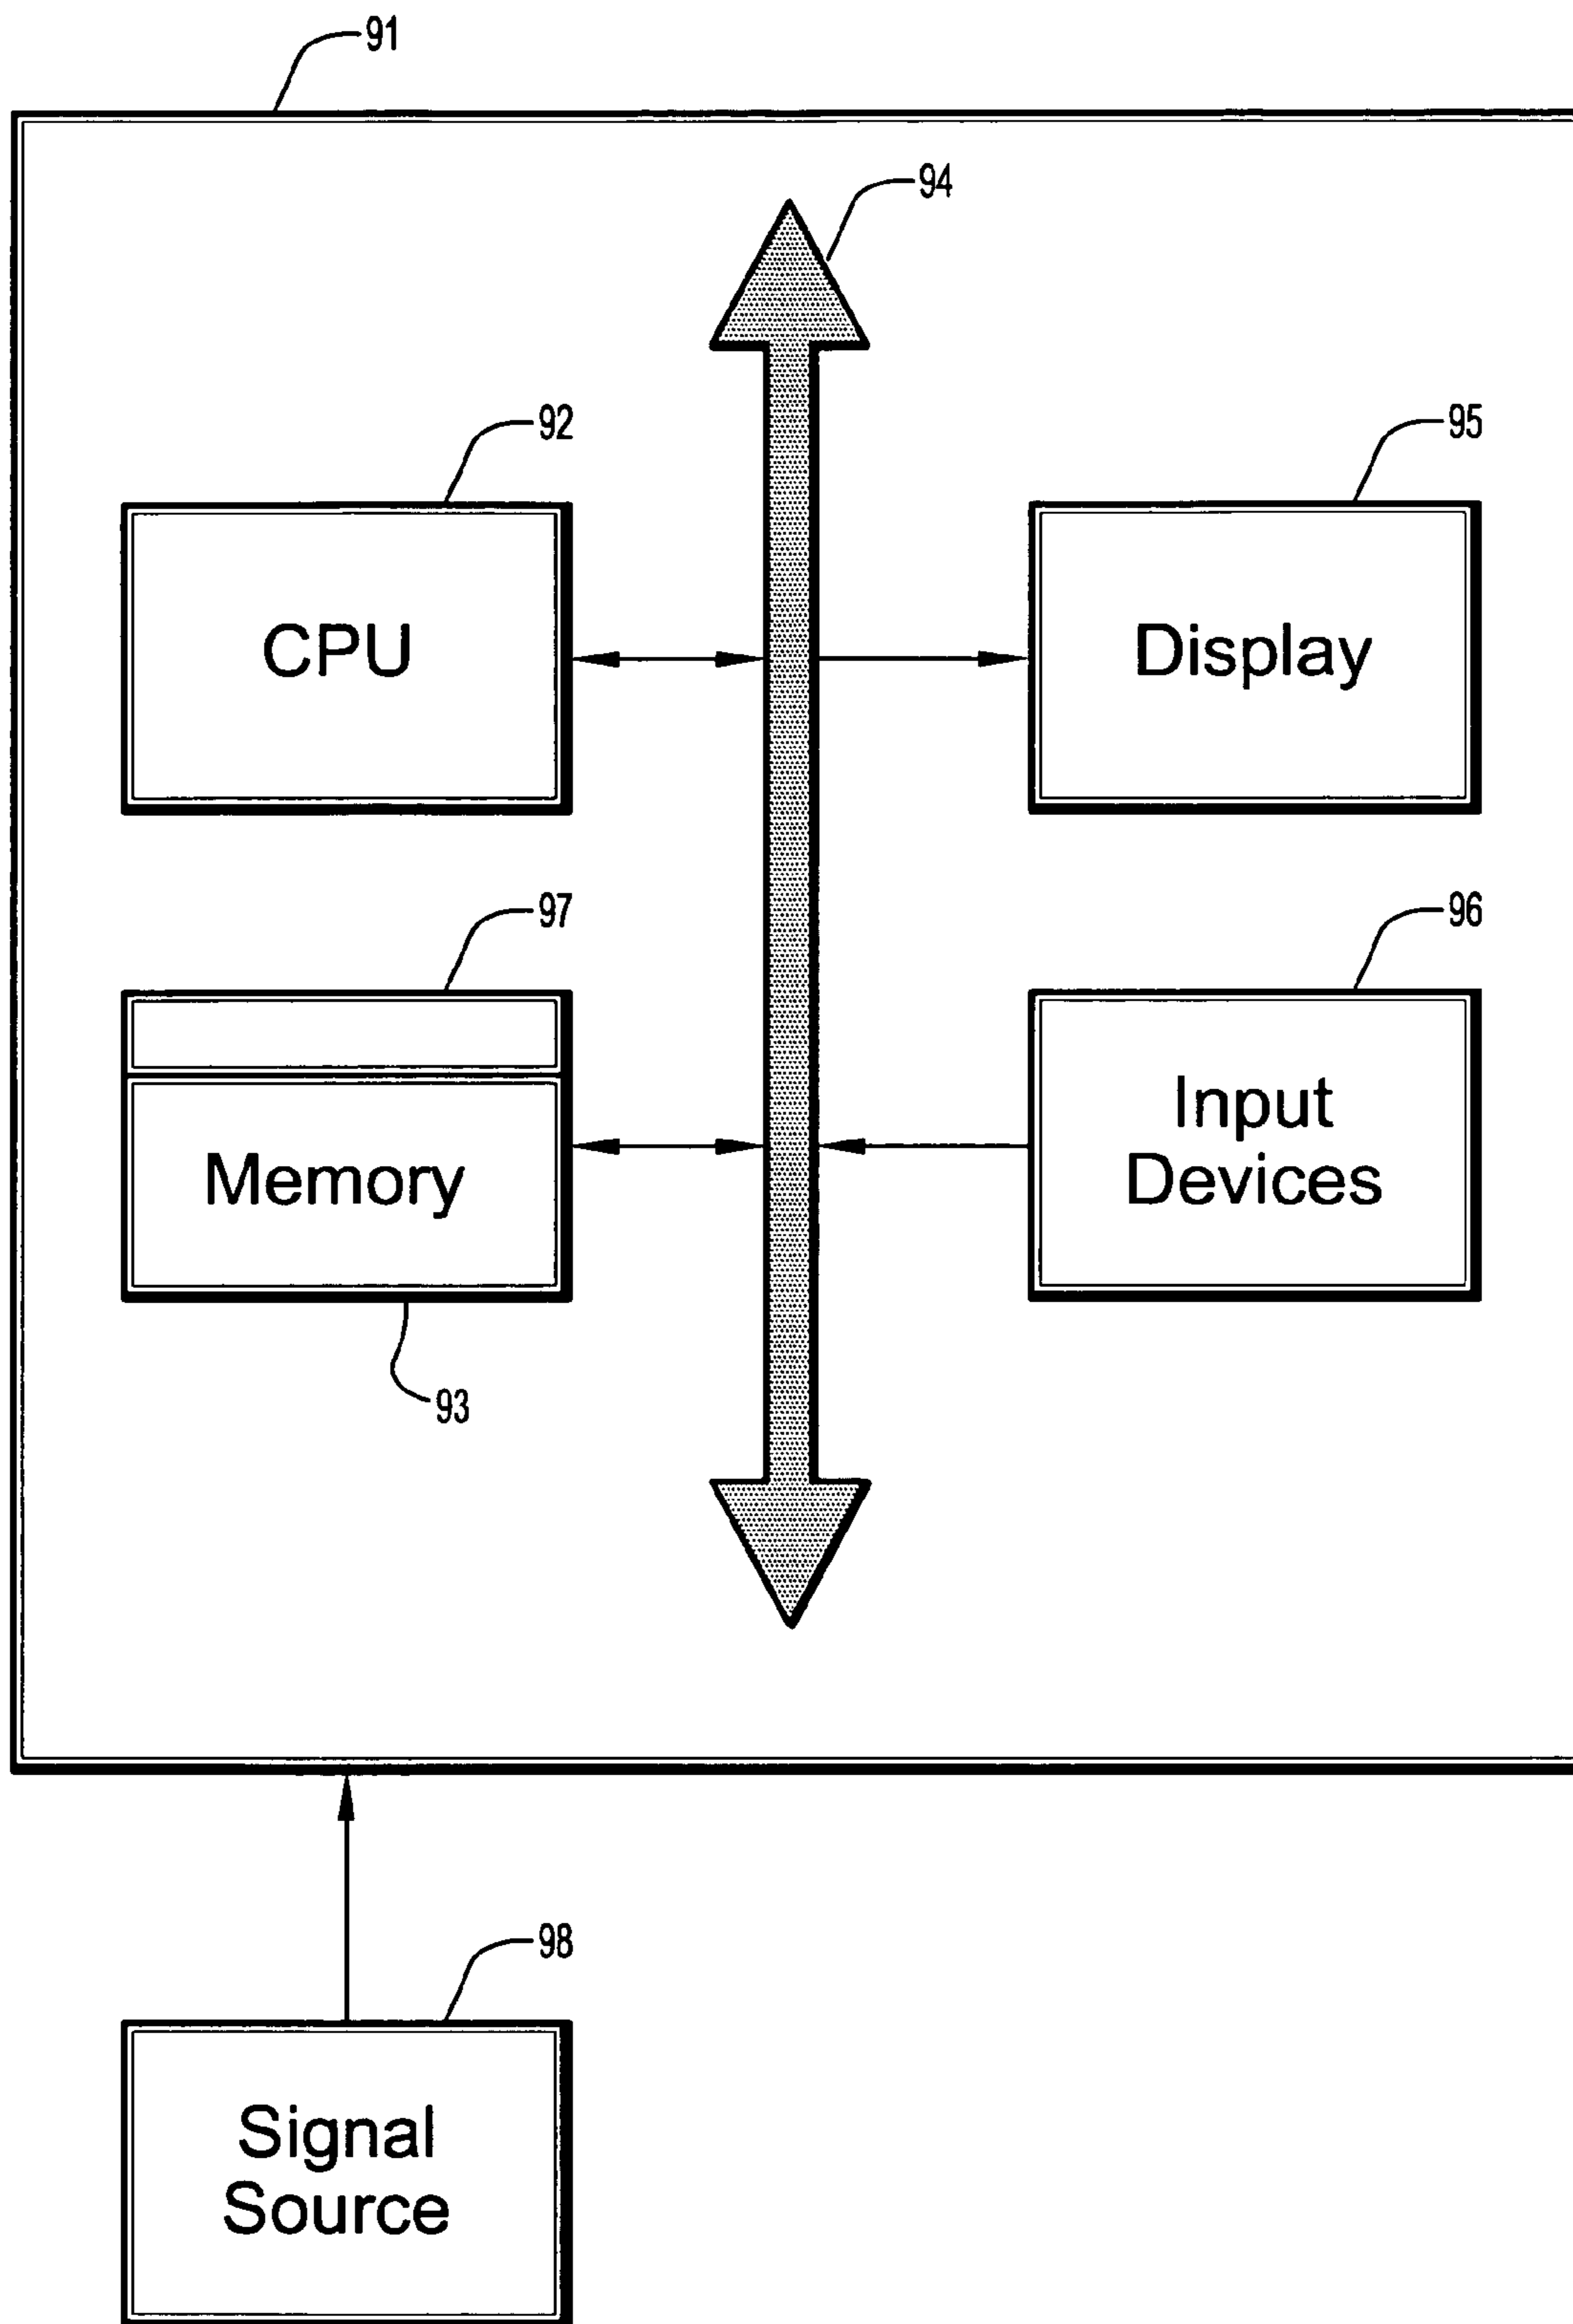 91
94
92
95
CPU
Display
97
96
Input
Devices
Memory
93
98
Signal
Source